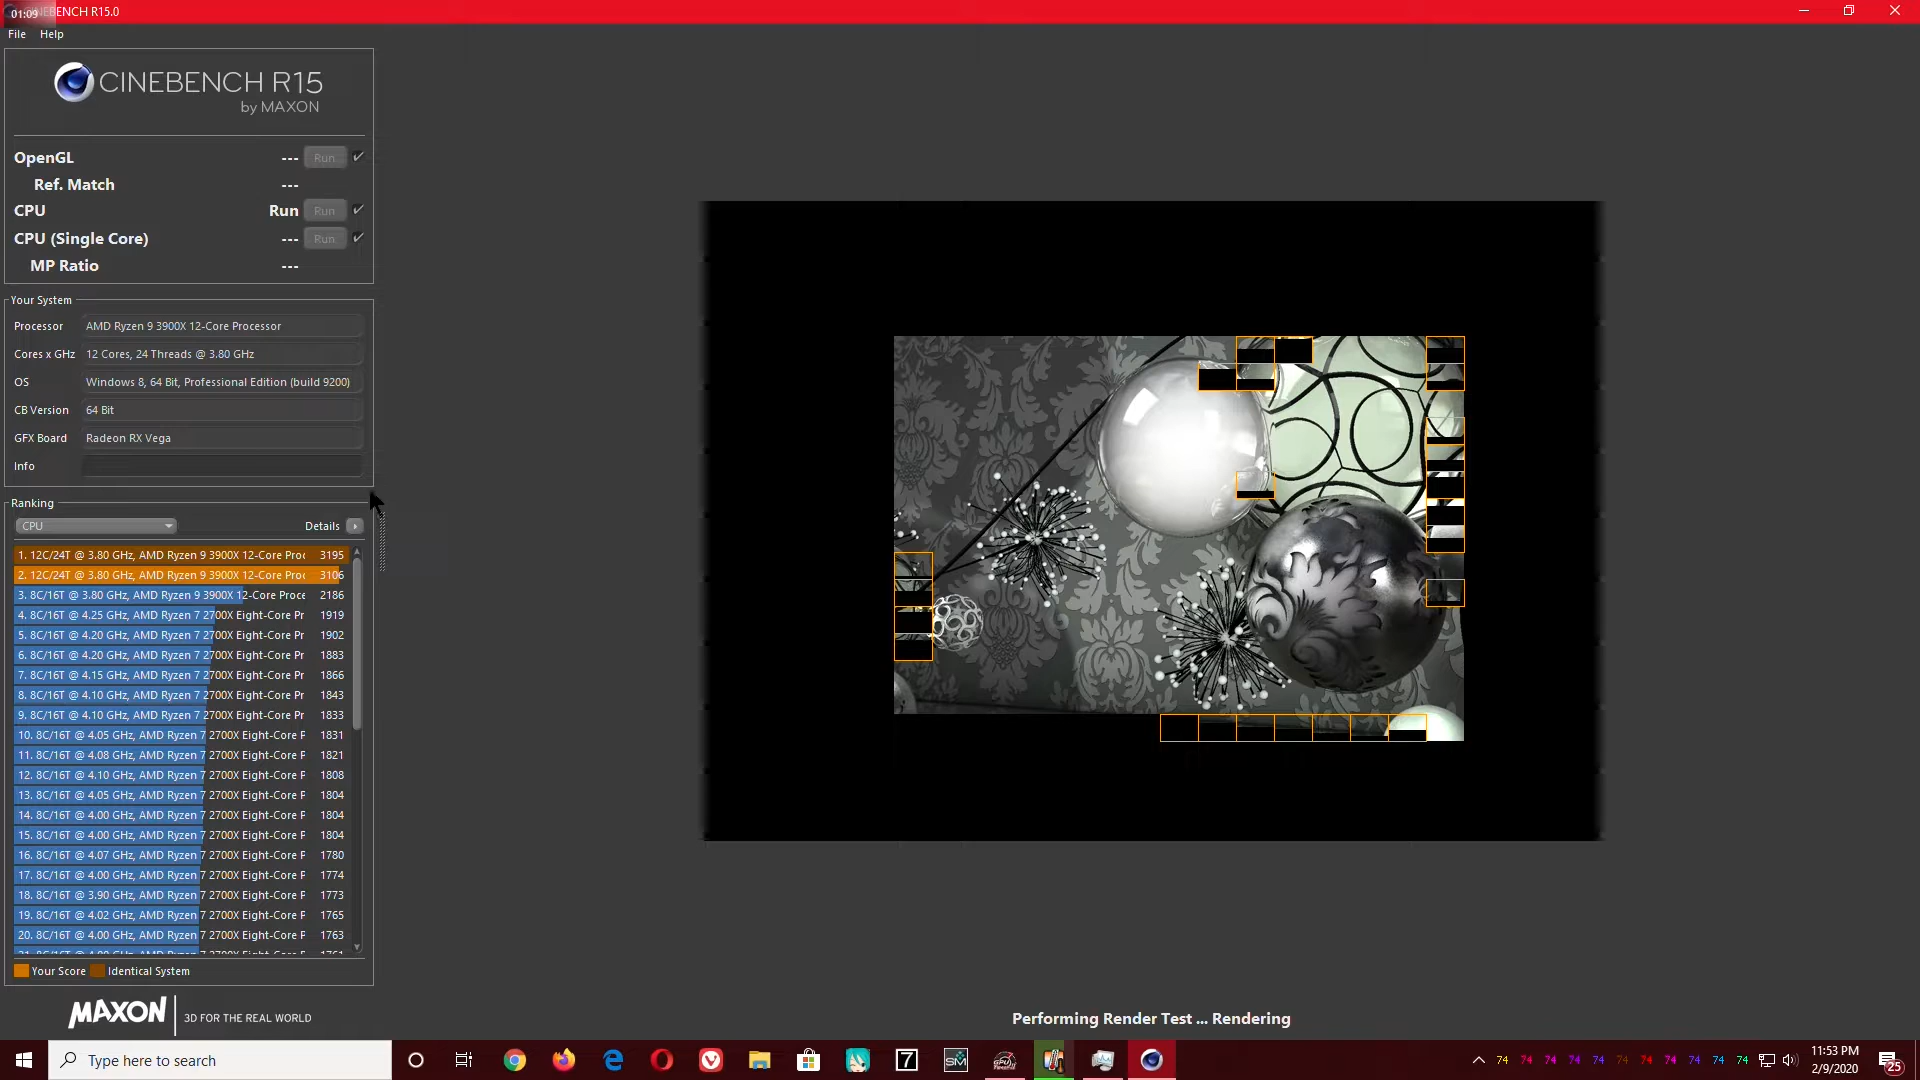 01:09
CINEBENCH R15.0
File Help
CINEBENCH R15
by MAXON
OpenGL --- Run
Ref. Match ---
CPU Run Run
CPU (Single Core) --- Run
MP Ratio ---
Your System
Processor AMD Ryzen 9 3900X 12-Core Processor
Cores x GHz 12 Cores, 24 Threads @ 3.80 GHz
OS Windows 8, 64 Bit, Professional Edition (build 9200)
CB Version 64 Bit
GFX Board Radeon RX Vega
Info
Ranking
CPU Details
1. 12C/24T @ 3.80 GHz, AMD Ryzen 9 3900X 12-Core Proc 3195
2. 12C/24T @ 3.80 GHz, AMD Ryzen 9 3900X 12-Core Proc 3106
3. 8C/16T @ 3.80 GHz, AMD Ryzen 9 3900X 12-Core Proce 2186
4. 8C/16T @ 4.25 GHz, AMD Ryzen 7 2700X Eight-Core Pr 1919
5. 8C/16T @ 4.20 GHz, AMD Ryzen 7 2700X Eight-Core Pr 1902
6. 8C/16T @ 4.20 GHz, AMD Ryzen 7 2700X Eight-Core Pr 1883
7. 8C/16T @ 4.15 GHz, AMD Ryzen 7 2700X Eight-Core Pr 1866
8. 8C/16T @ 4.10 GHz, AMD Ryzen 7 2700X Eight-Core Pr 1843
9. 8C/16T @ 4.10 GHz, AMD Ryzen 7 2700X Eight-Core Pr 1833
10. 8C/16T @ 4.05 GHz, AMD Ryzen 7 2700X Eight-Core P 1831
11. 8C/16T @ 4.08 GHz, AMD Ryzen 7 2700X Eight-Core P 1821
12. 8C/16T @ 4.10 GHz, AMD Ryzen 7 2700X Eight-Core P 1808
13. 8C/16T @ 4.05 GHz, AMD Ryzen 7 2700X Eight-Core P 1804
14. 8C/16T @ 4.00 GHz, AMD Ryzen 7 2700X Eight-Core P 1804
15. 8C/16T @ 4.00 GHz, AMD Ryzen 7 2700X Eight-Core P 1804
16. 8C/16T @ 4.07 GHz, AMD Ryzen 7 2700X Eight-Core P 1780
17. 8C/16T @ 4.00 GHz, AMD Ryzen 7 2700X Eight-Core P 1774
18. 8C/16T @ 3.90 GHz, AMD Ryzen 7 2700X Eight-Core P 1773
19. 8C/16T @ 4.02 GHz, AMD Ryzen 7 2700X Eight-Core P 1765
20. 8C/16T @ 4.00 GHz, AMD Ryzen 7 2700X Eight-Core P 1763
Your Score Identical System
MAXON 3D FOR THE REAL WORLD
Performing Render Test ... Rendering
Type here to search
7
SM
74 74 74 74 74 74 74 74 74 74 74
11:53 PM
2/9/2020
25